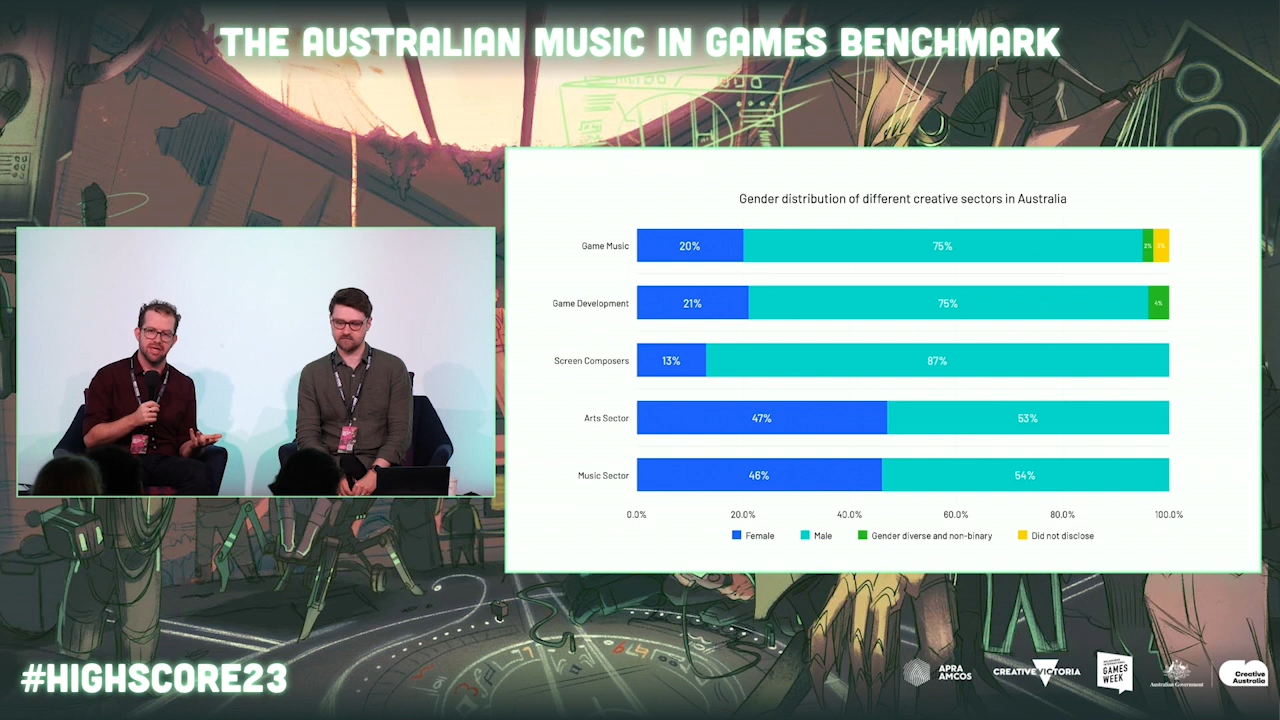 THE AUSTRALIAN MUSIC IN GAMES BENCHMARK
Gender distribution of different creative sectors in Australia
Game Music 20% 75% 2% 3%
Game Development 21% 75% 4%
Screen Composers 13% 87%
Arts Sector 47% 53%
Music Sector 46% 54%
0.0% 20.0% 40.0% 60.0% 80.0% 100.0%
Female Male Gender diverse and non-binary Did not disclose
#HIGHSCORE23
APRA
AMCOS
CREATIVE VICTORIA
GAMES
WEEK
Australian Government
Creative
Australia